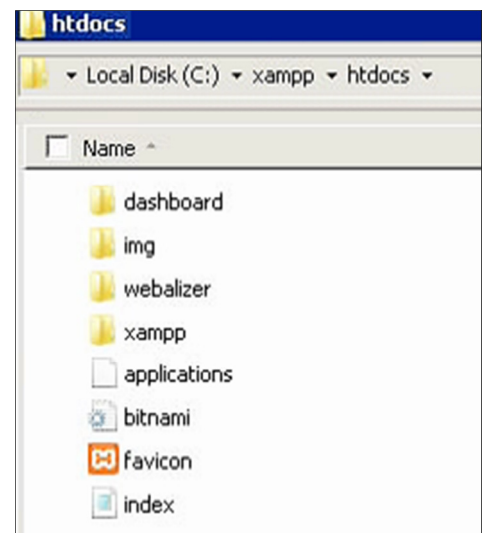 htdocs
Local Disk (C:) xampp htdocs
Name
dashboard
img
webalizer
xampp
applications
bitnami
favicon
index